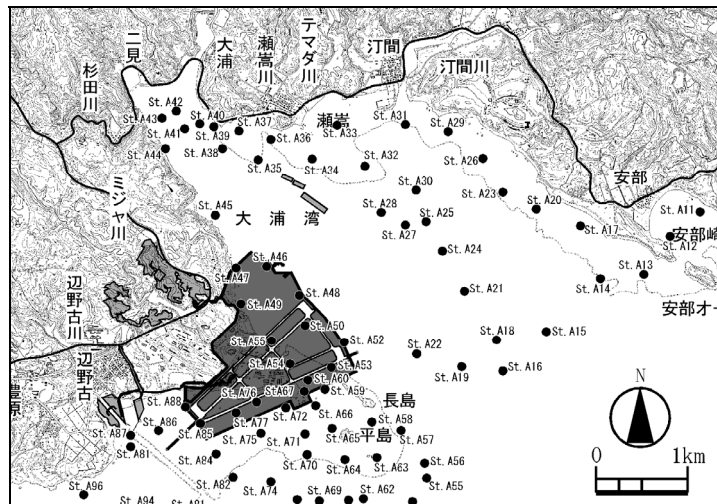 二見
杉田川
大浦
瀬嵩川
テマダ川
汀間
汀間川
St. A42
St. A43
St. A40
St. A41
St. A39
St. A37
St. A36
瀬嵩
St. A33
St. A31
St. A29
St. A44
St. A38
St. A35
St. A34
St. A32
St. A26
安部
St. A30
St. A23
St. A20
St. A11
St. A45
大浦湾
St. A28
St. A27
St. A25
St. A17
安部崎
St. A12
ミジャ川
St. A24
St. A46
St. A47
St. A13
St. A14
St. A21
St. A48
St. A49
安部オー
辺野古川
St. A50
St. A52
St. A55
St. A18
St. A15
辺野古
St. A22
St. A54
St. A53
St. A19
St. A16
豊原
St. A60
St. A59
St. A76
St. A67
長島
St. A88
St. A72
St. A66
St. A58
St. A77
St. A86
St. A85
St. A75
St. A71
St. A65
平島
St. A57
St. A87
St. A81
St. A84
St. A70
St. A64
St. A63
St. A56
St. A82
St. A74
St. A55
St. A96
St. A94
St. A69
St. A62
N
0
1km